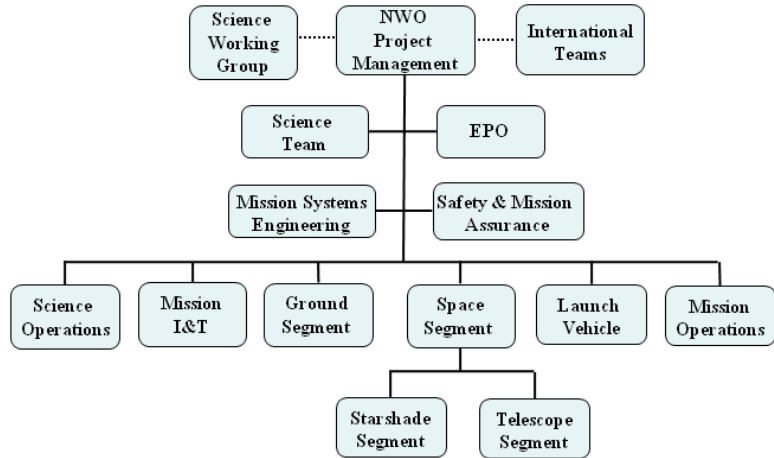 Science
Working
Group
NWO
Project
Management
International
Teams
Science
Team
EPO
Mission Systems
Engineering
Safety & Mission
Assurance
Science
Operations
Mission
I&T
Ground
Segment
Space
Segment
Launch
Vehicle
Mission
Operations
Starshade
Segment
Telescope
Segment